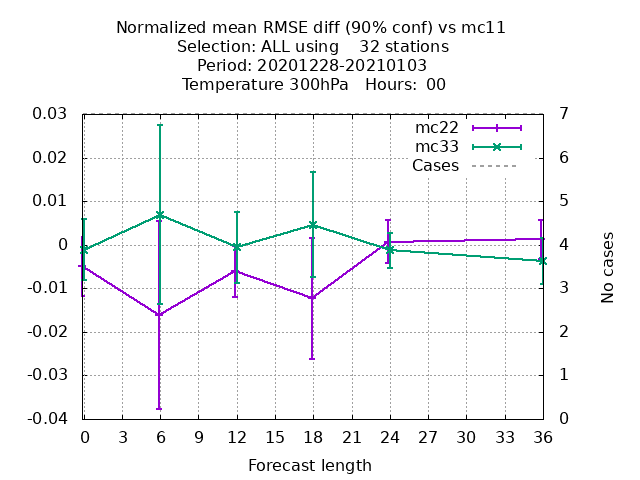 Normalized mean RMSE diff (90% conf) vs mc11
Selection: ALL using    32 stations
Period: 20201228-20210103
Temperature 300hPa   Hours:  00
mc22
mc33
Cases
0.03
0.02
0.01
0
-0.01
-0.02
-0.03
-0.04
7
6
5
4
3
2
1
0
No cases
0 3 6 9 12 15 18 21 24 27 30 33 36
Forecast length